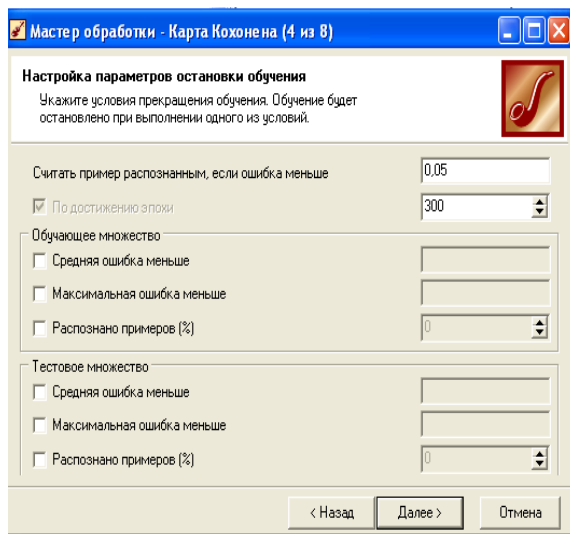 Мастер обработки - Карта Кохонена (4 из 8)
Настройка параметров остановки обучения
Укажите условия прекращения обучения. Обучение будет
остановлено при выполнении одного из условий.
Считать пример распознанным, если ошибка меньше 0,05
По достижению эпохи 300
Обучающее множество
Средняя ошибка меньше
Максимальная ошибка меньше
Распознано примеров (%) 0
Тестовое множество
Средняя ошибка меньше
Максимальная ошибка меньше
Распознано примеров (%) 0
< Назад Далее > Отмена